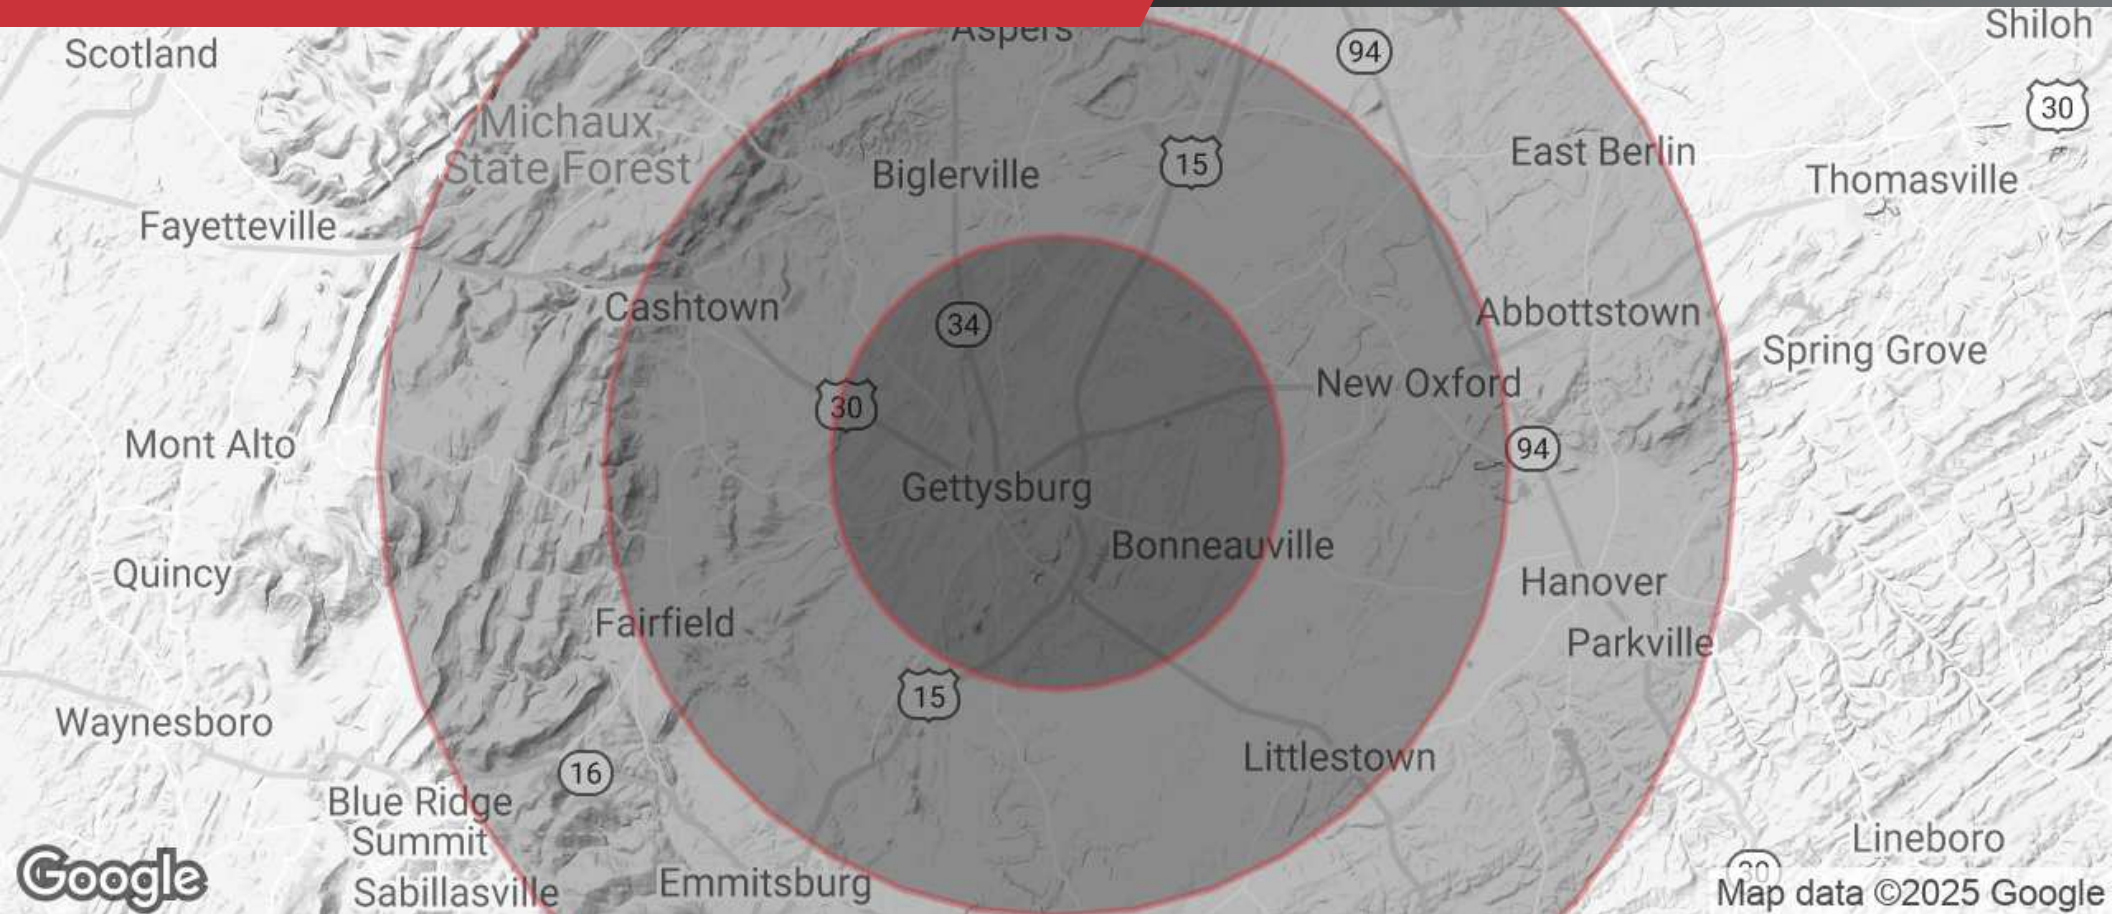 Aspers
Shiloh
Scotland
94
30
Michaux
State Forest
15
East Berlin
Biglerville
Thomasville
Fayetteville
Cashtown
34
Abbottstown
Spring Grove
30
New Oxford
Mont Alto
94
Gettysburg
Bonneauville
Quincy
Hanover
Fairfield
Parkville
15
Waynesboro
Littlestown
16
Blue Ridge
Summit
Lineboro
30
Google
Sabillasville
Emmitsburg
Map data ©2025 Google